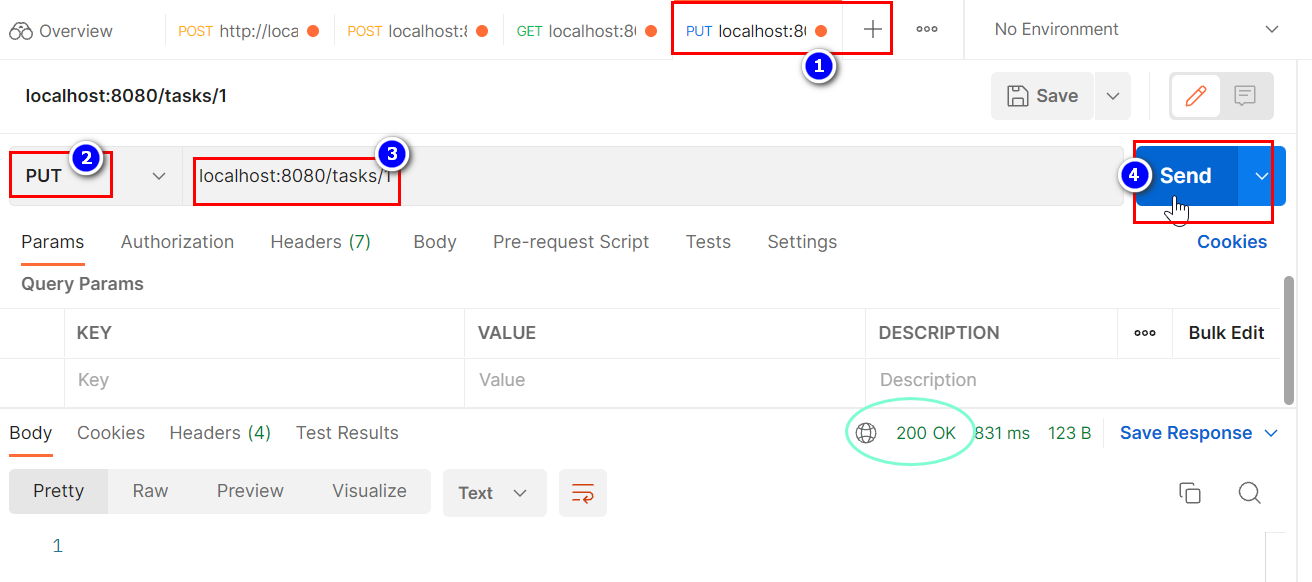 Overview POST http://loca POST localhost:8 GET localhost:80 PUT localhost:80 + No Environment
1
localhost:8080/tasks/1 Save
PUT 2 localhost:8080/tasks/1 3 4 Send
Params Authorization Headers (7) Body Pre-request Script Tests Settings Cookies
Query Params
KEY VALUE DESCRIPTION Bulk Edit
Key Value Description
Body Cookies Headers (4) Test Results 200 OK 831 ms 123 B Save Response
Pretty Raw Preview Visualize Text
1